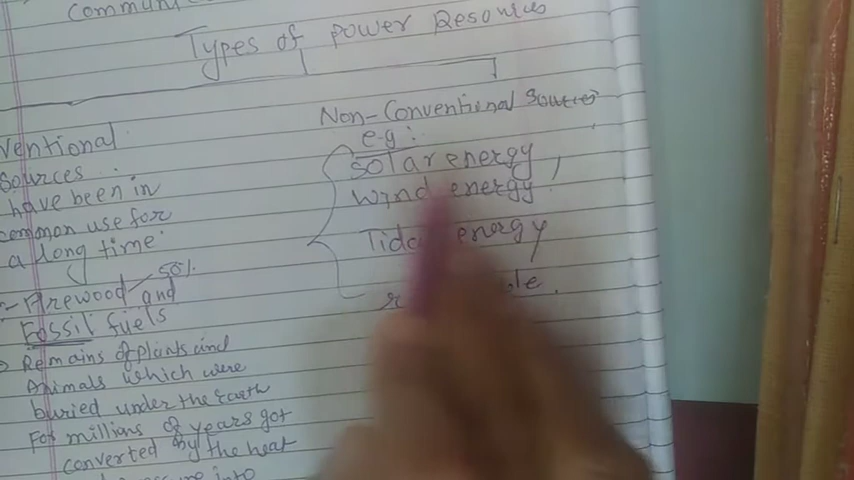 Types of power Resources
ventional
Sources
have been in
common use for
a long time
Firewood 50%
and
Fossil fuels
Remains of plants and
Animals which were
buried under the Earth
For millions of years got
converted by the heat
into
Non-Conventional Sources
e.g:
solar energy,
wind energy.
Tidal energy